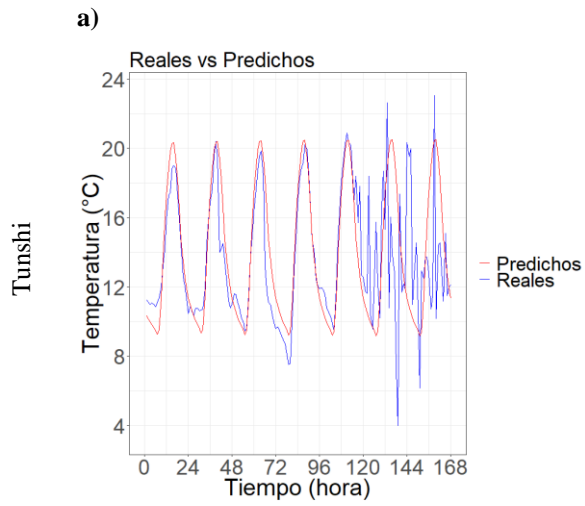 a)
Reales vs Predichos
24
20
16
12
8
4
Temperatura (°C)
Tunshi
0 24 48 72 96 120 144 168
Tiempo (hora)
Predichos
Reales